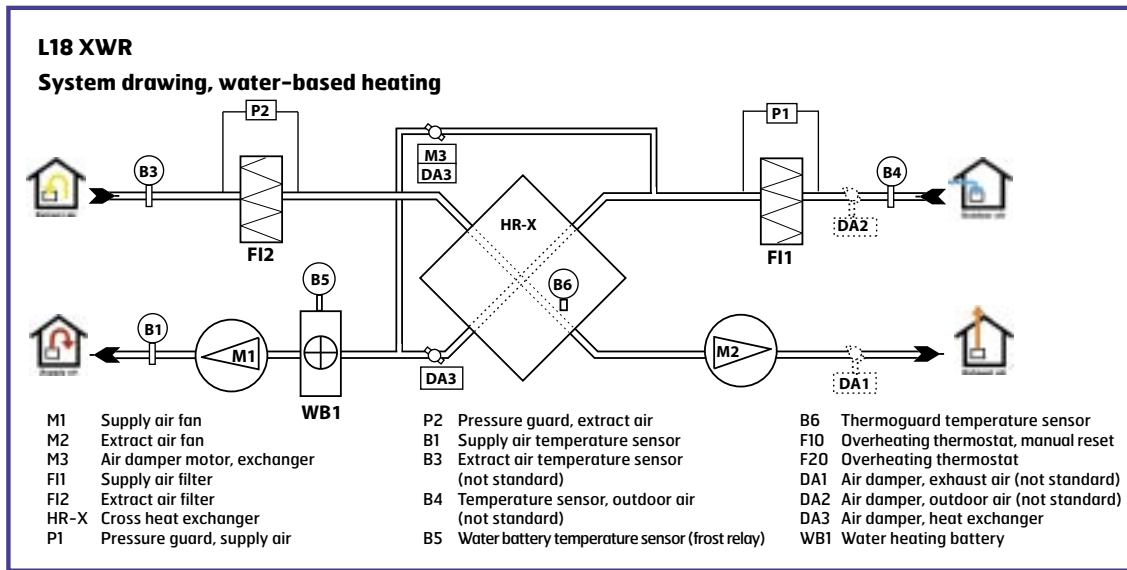 L18 XWR
System drawing, water-based heating
P2
P1
B3
M3
DA3
B4
HR-X
DA2
FI2
FI1
B5
B6
B1
M1
M2
DA3
DA1
WB1
M1 Supply air fan
M2 Extract air fan
M3 Air damper motor, exchanger
FI1 Supply air filter
FI2 Extract air filter
HR-X Cross heat exchanger
P1 Pressure guard, supply air
P2 Pressure guard, extract air
B1 Supply air temperature sensor
B3 Extract air temperature sensor
(not standard)
B4 Temperature sensor, outdoor air
(not standard)
B5 Water battery temperature sensor (frost relay)
B6 Thermoguard temperature sensor
F10 Overheating thermostat, manual reset
F20 Overheating thermostat
DA1 Air damper, exhaust air (not standard)
DA2 Air damper, outdoor air (not standard)
DA3 Air damper, heat exchanger
WB1 Water heating battery